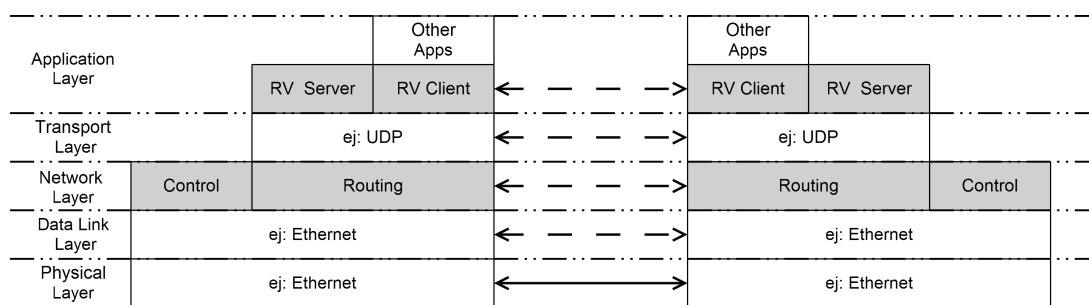 Other
Apps
Other
Apps
Application
Layer
RV Server
RV Client
RV Client
RV Server
Transport
Layer
ej: UDP
ej: UDP
Network
Layer
Control
Routing
Routing
Control
Data Link
Layer
ej: Ethernet
ej: Ethernet
Physical
Layer
ej: Ethernet
ej: Ethernet